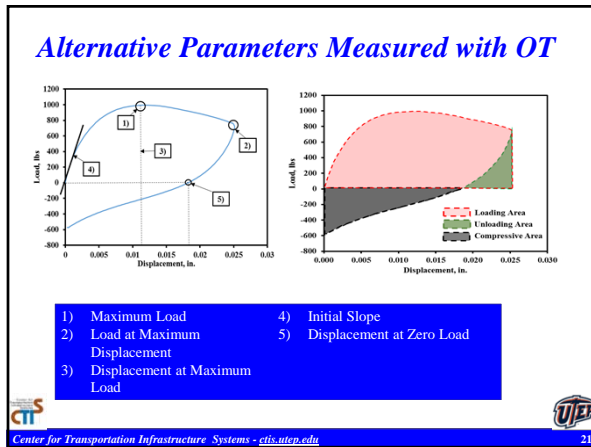 Alternative Parameters Measured with OT
1200
1000
800
600
400
200
0
-200
-400
-600
-800
Load, lbs
0
0.005
0.01
0.015
0.02
0.025
0.03
Displacement, in.
1)
2)
3)
4)
5)
1200
1000
800
600
400
200
0
-200
-400
-600
-800
Load, lbs
0.000
0.005
0.010
0.015
0.020
0.025
0.030
Displacement, in.
Loading Area
Unloading Area
Compressive Area
1) Maximum Load
2) Load at Maximum
Displacement
3) Displacement at Maximum
Load
4) Initial Slope
5) Displacement at Zero Load
CTIS
UTEP
Center for Transportation Infrastructure Systems - ctis.utep.edu
21